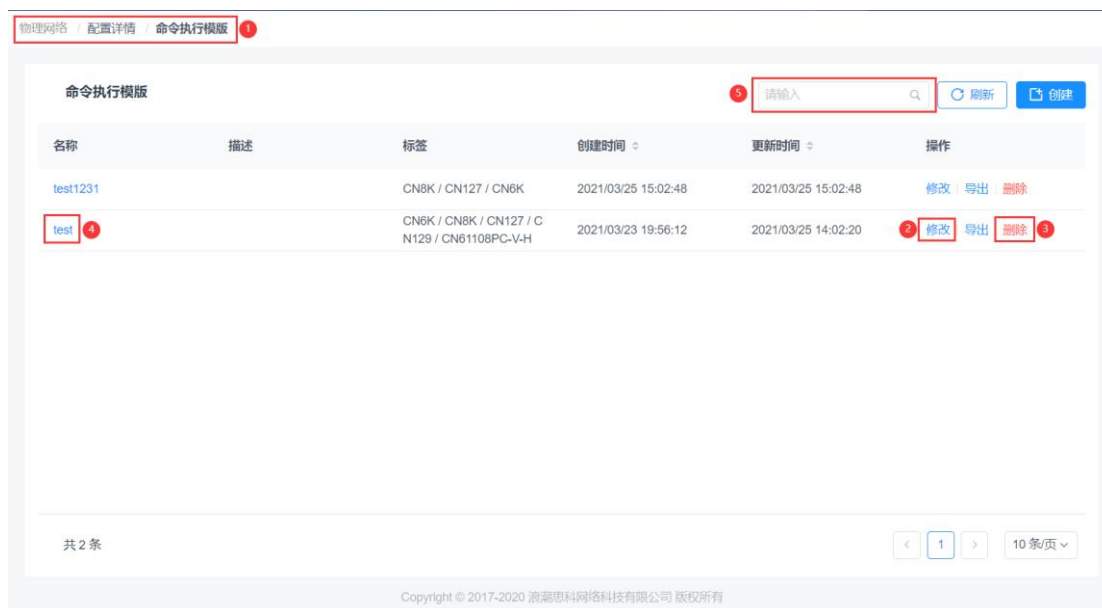 物理网络 / 配置详情 / 命令执行模版 1
命令执行模版
5 请输入 刷新 创建
名称 描述 标签 创建时间 更新时间 操作
test1231 CN8K / CN127 / CN6K 2021/03/25 15:02:48 2021/03/25 15:02:48 修改 导出 删除
test 4 CN6K / CN8K / CN127 / C 2021/03/23 19:56:12 2021/03/25 14:02:20 2 修改 导出 删除 3
N129 / CN61108PC-V-H
共 2 条 < 1 > 10 条/页
Copyright © 2017-2020 浪潮思科网络科技有限公司 版权所有